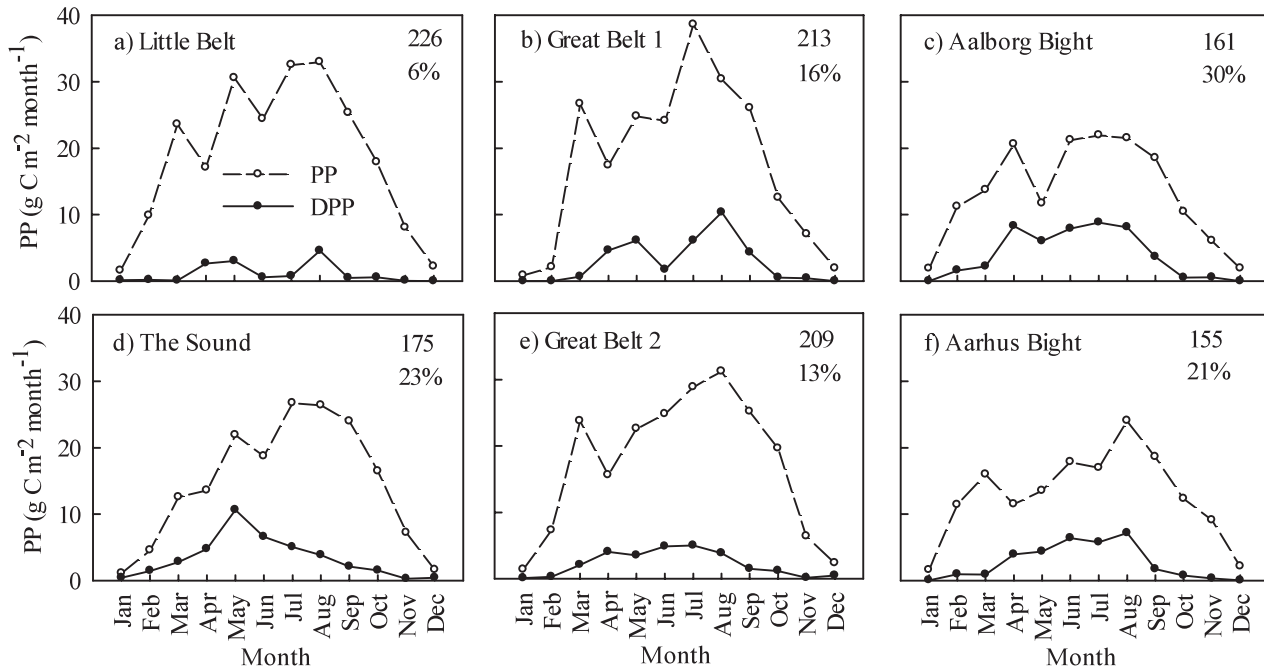 a) Little Belt
226
6%
PP
DPP
40
30
20
10
0
PP (g C m⁻² month⁻¹)
b) Great Belt 1
213
16%
c) Aalborg Bight
161
30%
d) The Sound
175
23%
40
30
20
10
0
PP (g C m⁻² month⁻¹)
Jan
Feb
Mar
Apr
May
Jun
Jul
Aug
Sep
Oct
Nov
Dec
Month
e) Great Belt 2
209
13%
Jan
Feb
Mar
Apr
May
Jun
Jul
Aug
Sep
Oct
Nov
Dec
Month
f) Aarhus Bight
155
21%
Jan
Feb
Mar
Apr
May
Jun
Jul
Aug
Sep
Oct
Nov
Dec
Month